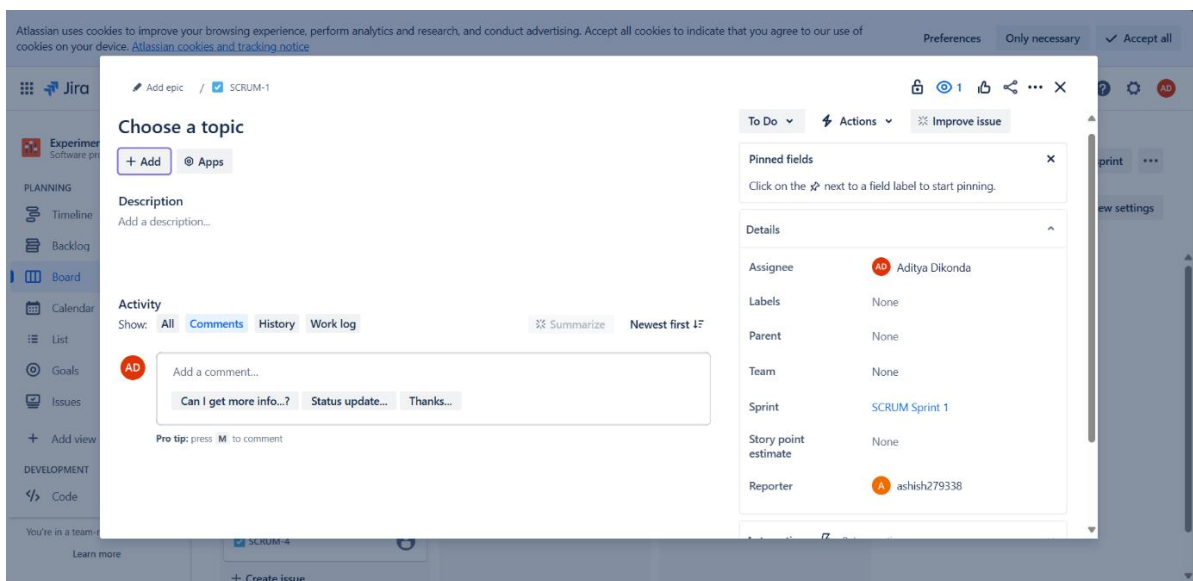 Atlassian uses cookies to improve your browsing experience, perform analytics and research, and conduct advertising. Accept all cookies to indicate that you agree to our use of
cookies on your device. Atlassian cookies and tracking notice
Preferences
Only necessary
Accept all
Jira
AD
Add epic / SCRUM-1
1
Choose a topic
+ Add
Apps
Description
Add a description...
Activity
Show: All Comments History Work log
Summarize
Newest first
AD
Add a comment...
Can I get more info...? Status update... Thanks...
Pro tip: press M to comment
To Do
Actions
Improve issue
Pinned fields
Click on the next to a field label to start pinning.
Details
Assignee AD Aditya Dikonda
Labels None
Parent None
Team None
Sprint SCRUM Sprint 1
Story point
estimate None
Reporter A ashish279338
Software
PLANNING
Timeline
Backlog
Board
Calendar
List
Goals
Issues
+ Add view
DEVELOPMENT
Code
You're in a
Learn more
SCRUM-4
+ Create issue
settings